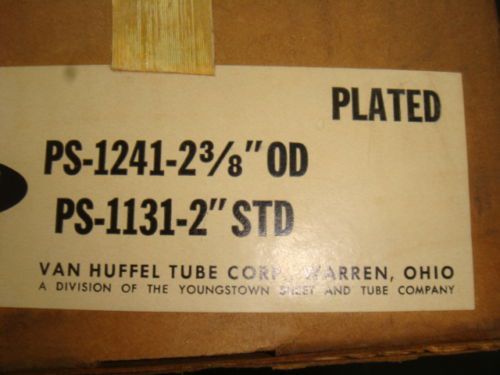 PLATED
PS-1241-2⅜" OD
PS-1131-2" STD
VAN HUFFEL TUBE CORP., WARREN, OHIO
A DIVISION OF THE YOUNGSTOWN SHEET AND TUBE COMPANY